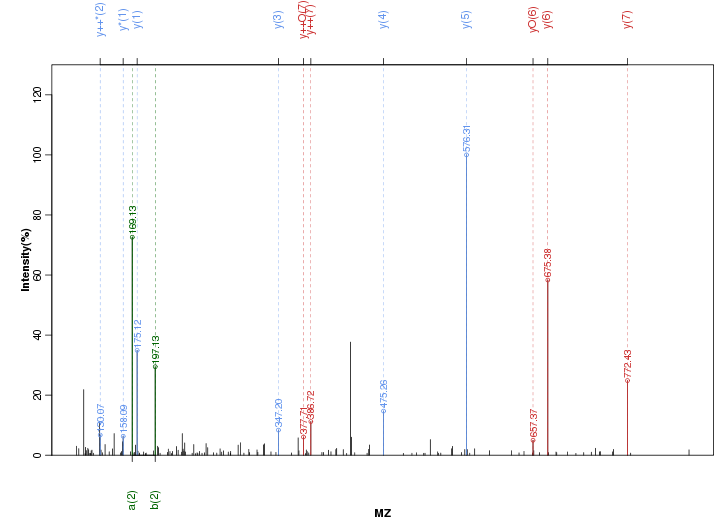 y++*(2)
y*(1)
y(1)
y(3)
y++O(7)
y++(7)
y(4)
y(5)
yO(6)
y(6)
y(7)
Intensity(%)
0
20
40
60
80
100
120
130.07
158.09
169.13
175.12
197.13
347.20
377.71
386.72
475.26
576.31
657.37
675.38
772.43
a(2)
b(2)
MZ